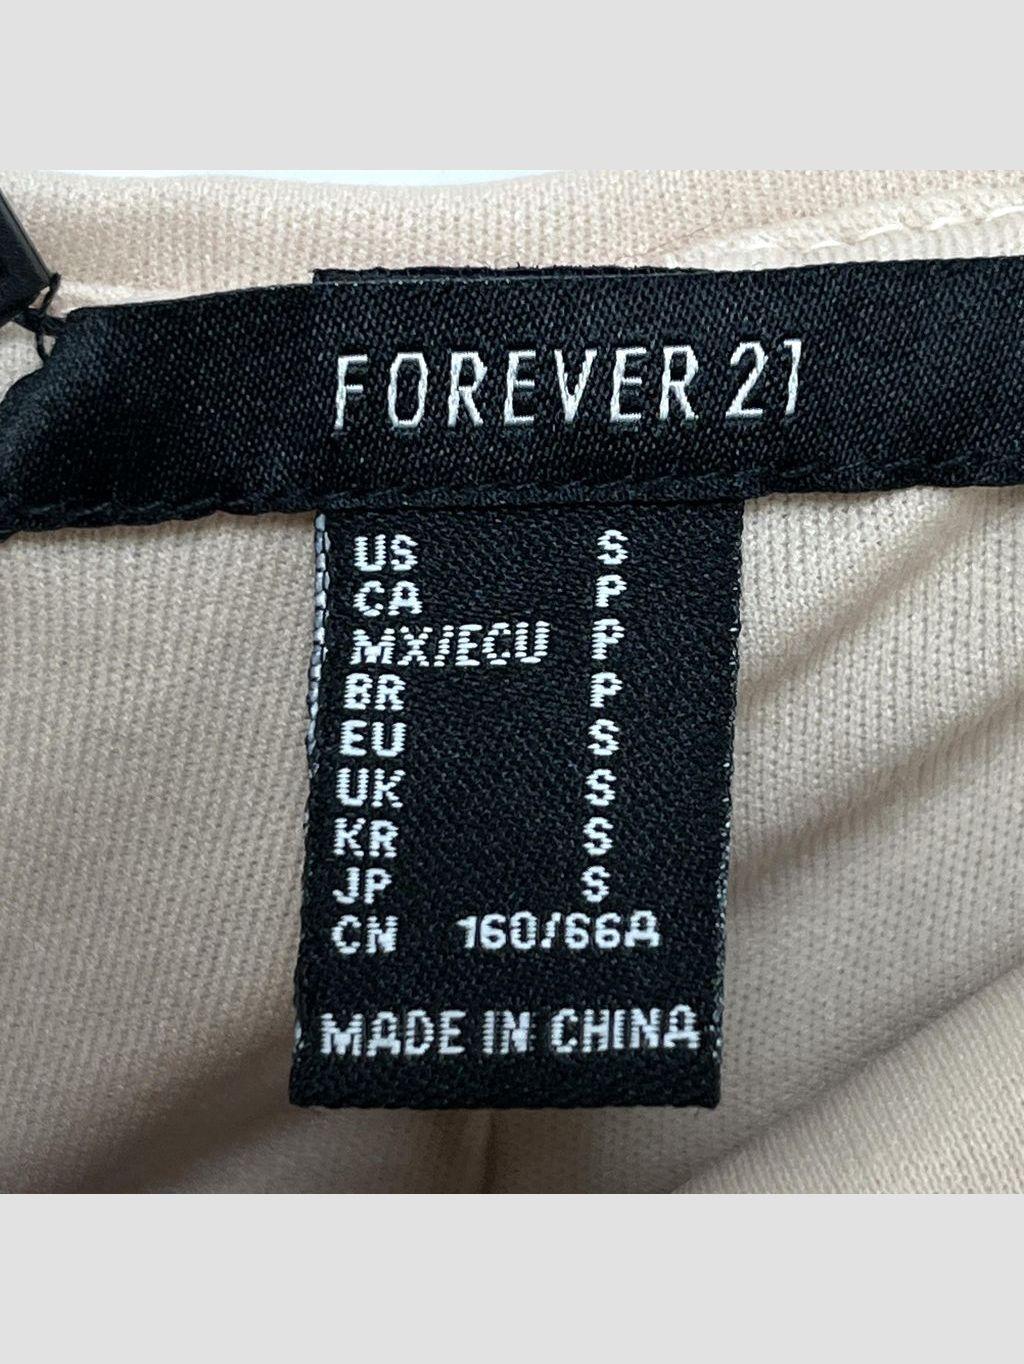 FOREVER 21
US S
CA P
MX/ECU P
BR P
EU S
UK S
KR S
JP S
CN 160/66A
MADE IN CHINA